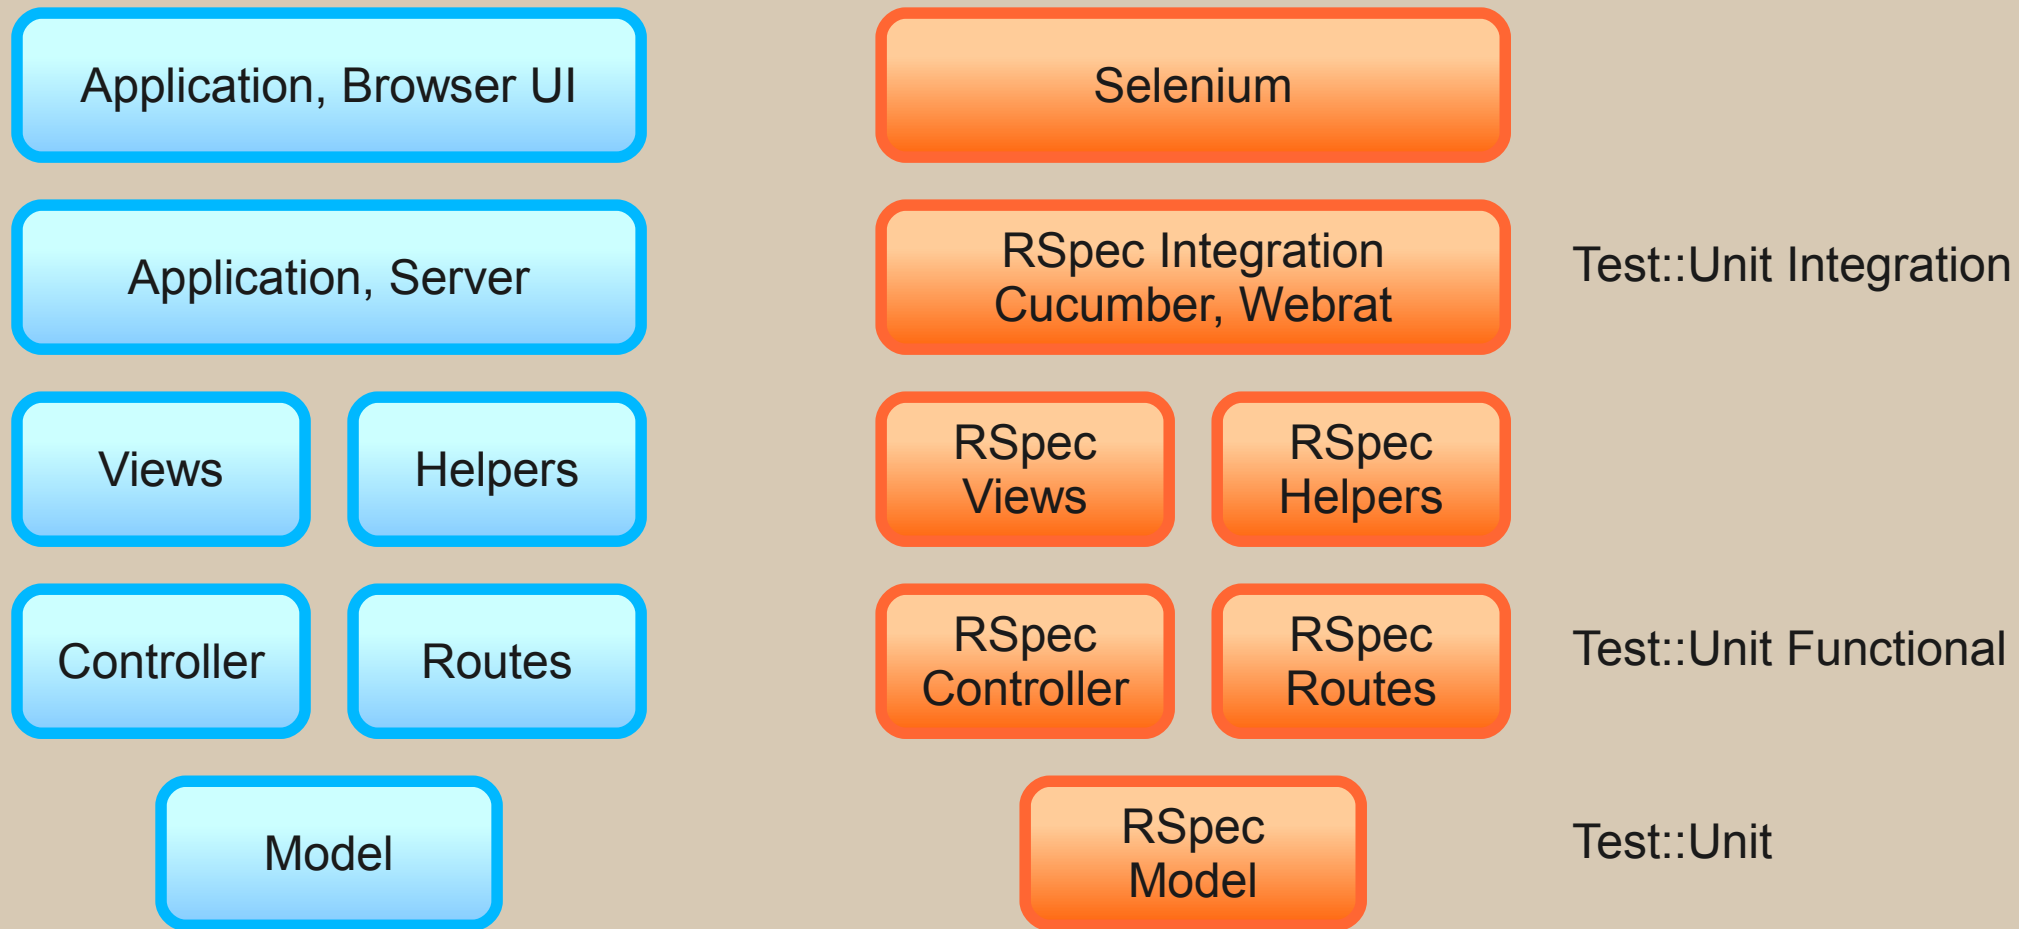 Application, Browser UI
Selenium
Application, Server
RSpec Integration
Cucumber, Webrat
Test::Unit Integration
Views
Helpers
RSpec
Views
RSpec
Helpers
Controller
Routes
RSpec
Controller
RSpec
Routes
Test::Unit Functional
Model
RSpec
Model
Test::Unit